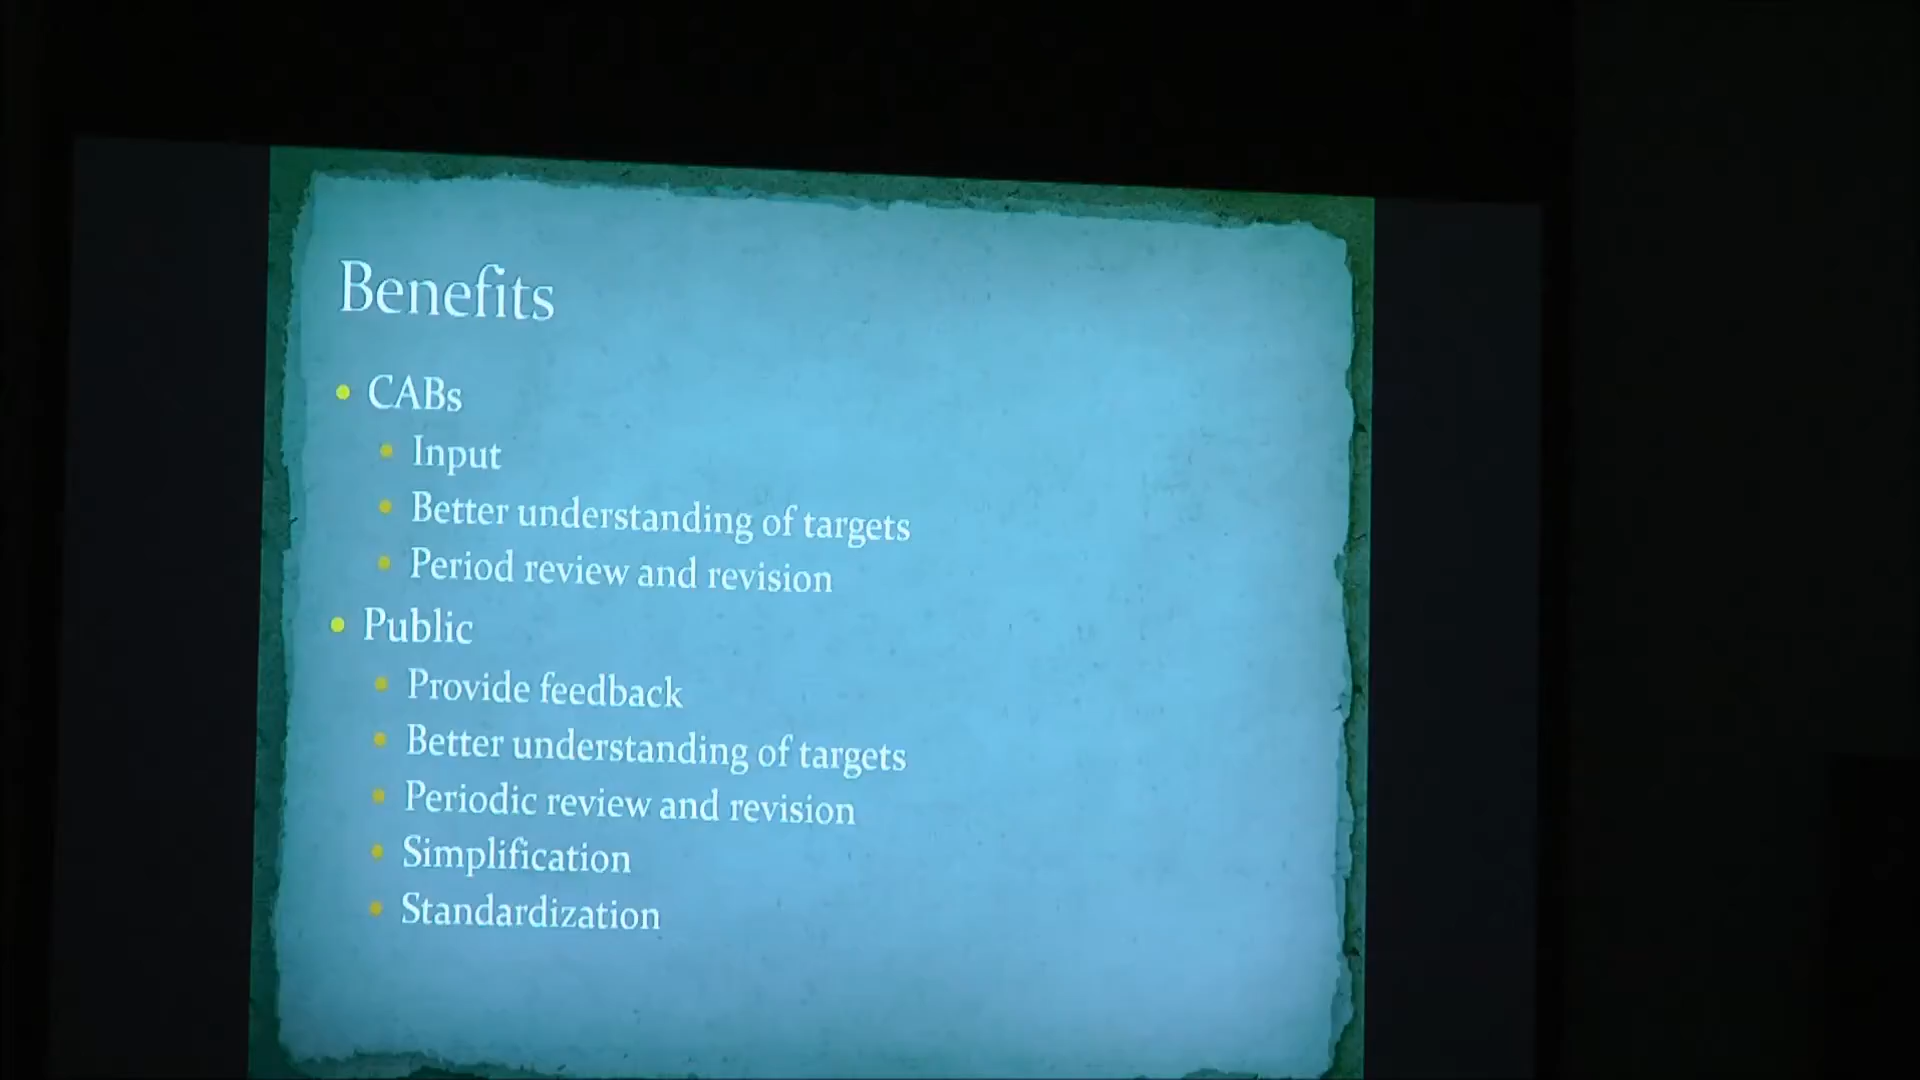 Benefits
CABs
Input
Better understanding of targets
Period review and revision
Public
Provide feedback
Better understanding of targets
Periodic review and revision
Simplification
Standardization